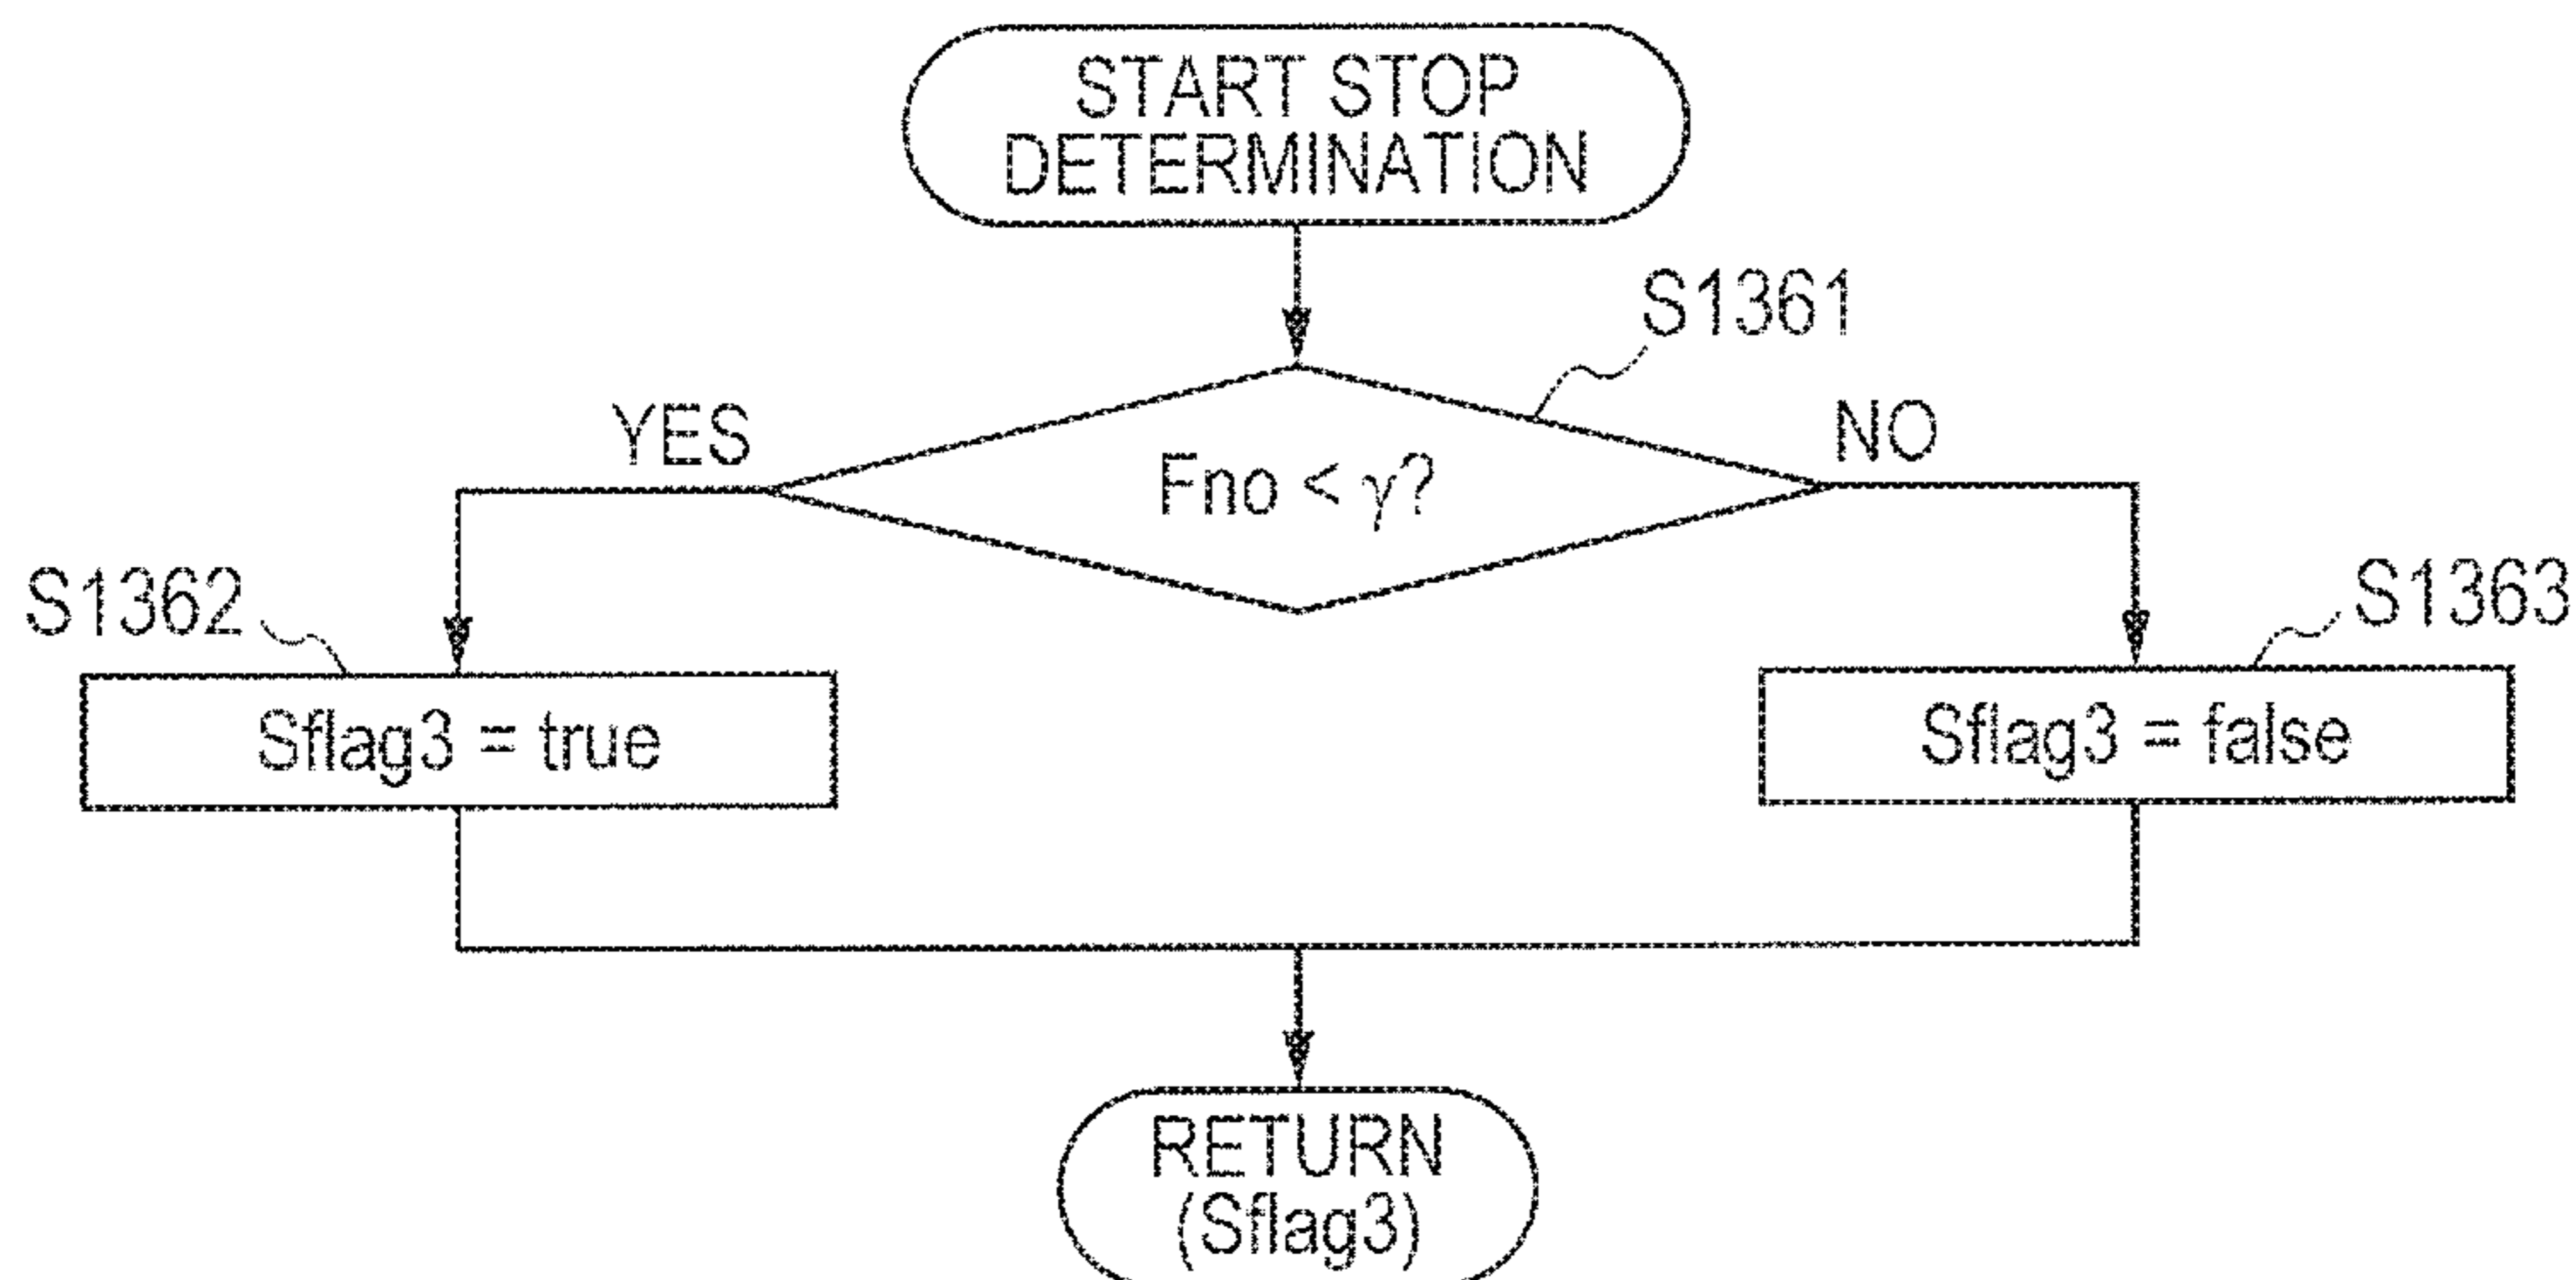 START STOP
DETERMINATION
S1361
YES
NO
Fno < γ?
S1362
S1363
Sflag3 = true
Sflag3 = false
RETURN
(Sflag3)